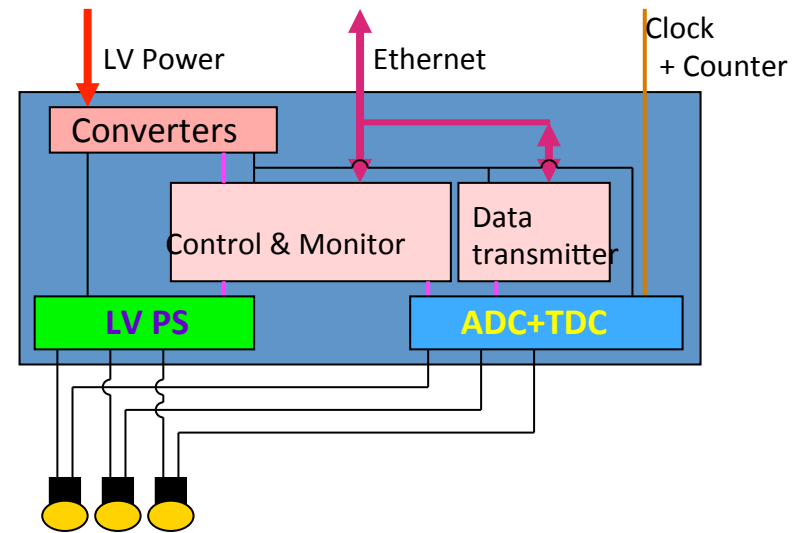 LV Power
Ethernet
Clock
+ Counter
Converters
Control & Monitor
Data
transmitter
LV PS
ADC+TDC